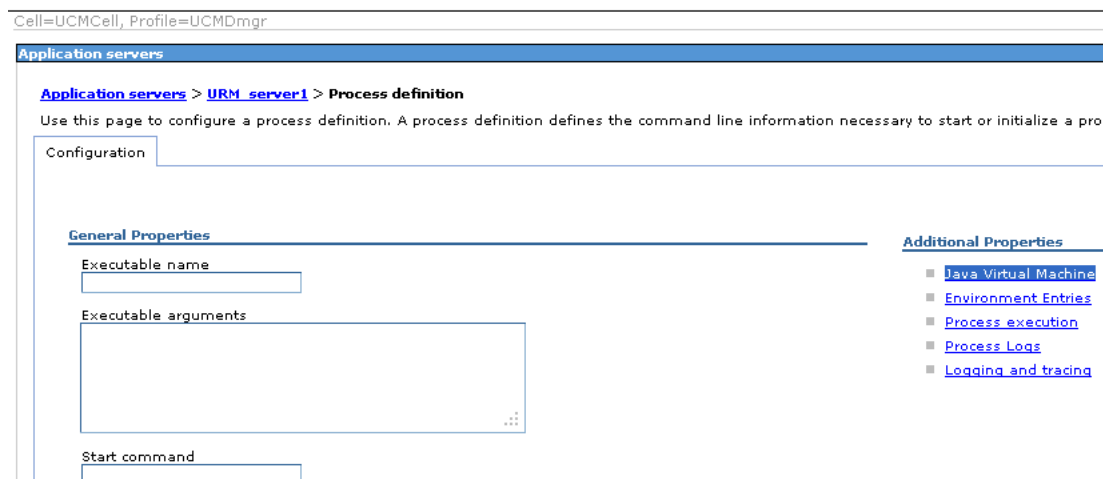 Cell=UCMCell, Profile=UCMDmgr
Application servers
Application servers > URM_server1 > Process definition
Use this page to configure a process definition. A process definition defines the command line information necessary to start or initialize a pro
Configuration
General Properties
Executable name
Executable arguments
Start command
Additional Properties
Java Virtual Machine
Environment Entries
Process execution
Process Logs
Logging and tracing